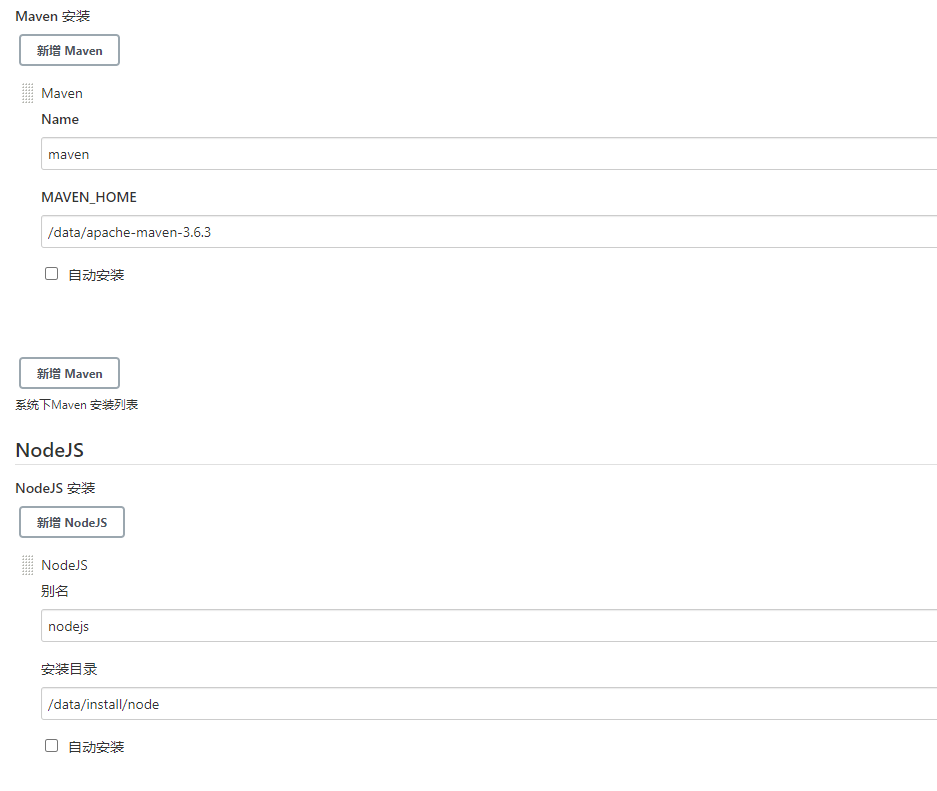 Maven 安装
新增 Maven
Maven
Name
maven
MAVEN_HOME
/data/apache-maven-3.6.3
自动安装
新增 Maven
系统下Maven 安装列表
NodeJS
NodeJS 安装
新增 NodeJS
NodeJS
别名
nodejs
安装目录
/data/install/node
自动安装